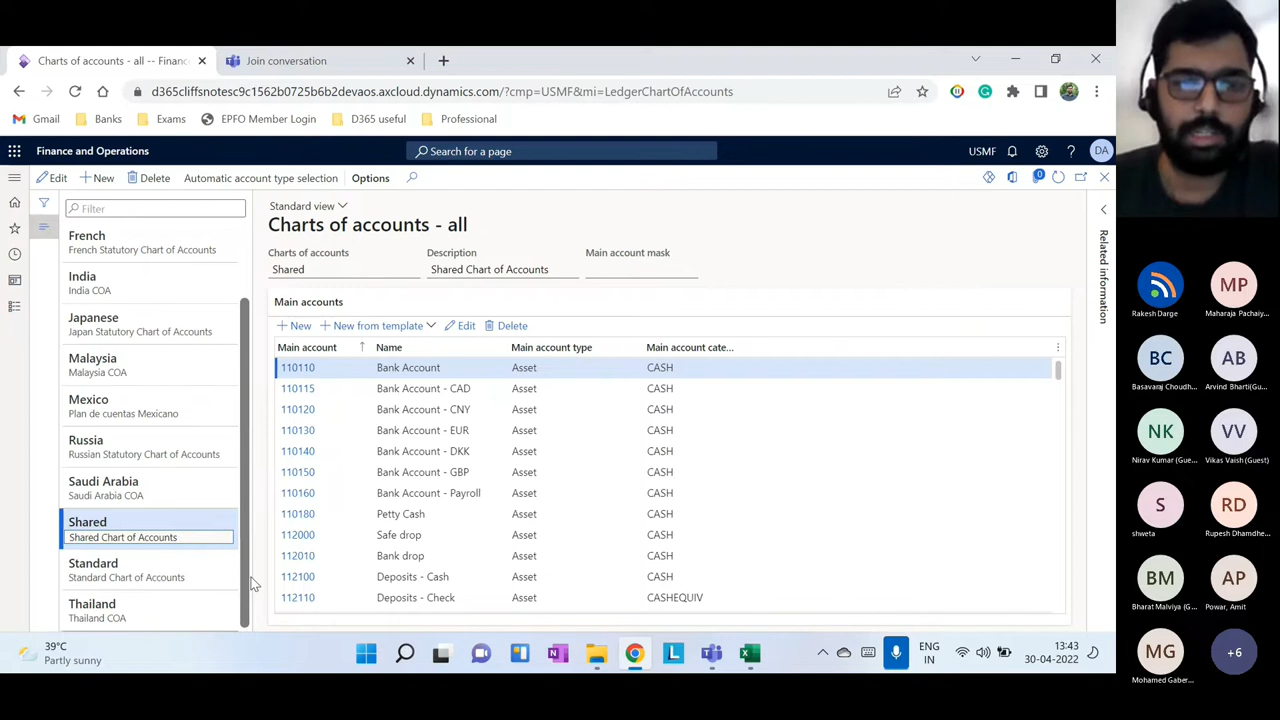 Charts of accounts - all -- Financ
Join conversation
d365cliffsnotesc9c1562b0725b6b2devaos.axcloud.dynamics.com/?cmp=USMF&mi=LedgerChartOfAccounts
Gmail
Banks
Exams
EPFO Member Login
D365 useful
Professional
Finance and Operations
Search for a page
USMF
DA
Edit
New
Delete
Automatic account type selection
Options
0
Filter
French
French Statutory Chart of Accounts
India
India COA
Japanese
Japan Statutory Chart of Accounts
Malaysia
Malaysia COA
Mexico
Plan de cuentas Mexicano
Russia
Russian Statutory Chart of Accounts
Saudi Arabia
Saudi Arabia COA
Shared
Shared Chart of Accounts
Standard
Standard Chart of Accounts
Thailand
Thailand COA
Standard view
Charts of accounts - all
Charts of accounts Description Main account mask
Shared Shared Chart of Accounts
Main accounts
New New from template Edit Delete
Main account Name Main account type Main account cate...
110110 Bank Account Asset CASH
110115 Bank Account - CAD Asset CASH
110120 Bank Account - CNY Asset CASH
110130 Bank Account - EUR Asset CASH
110140 Bank Account - DKK Asset CASH
110150 Bank Account - GBP Asset CASH
110160 Bank Account - Payroll Asset CASH
110180 Petty Cash Asset CASH
112000 Safe drop Asset CASH
112010 Bank drop Asset CASH
112100 Deposits - Cash Asset CASH
112110 Deposits - Check Asset CASHEQUIV
Related information
39°C
Partly sunny
ENG
IN
13:43
30-04-2022
Rakesh Darge
MP
Maharaja Pachaiy...
BC
Basavaraj Choudh...
AB
Arvind Bharti(Gu...
NK
Nirav Kumar (Gue...
VV
Vikas Vaish (Guest)
S
shweta
RD
Rupesh Dhamdhe...
BM
Bharat Malviya (G...
AP
Powar, Amit
MG
Mohamed Gaber...
+6